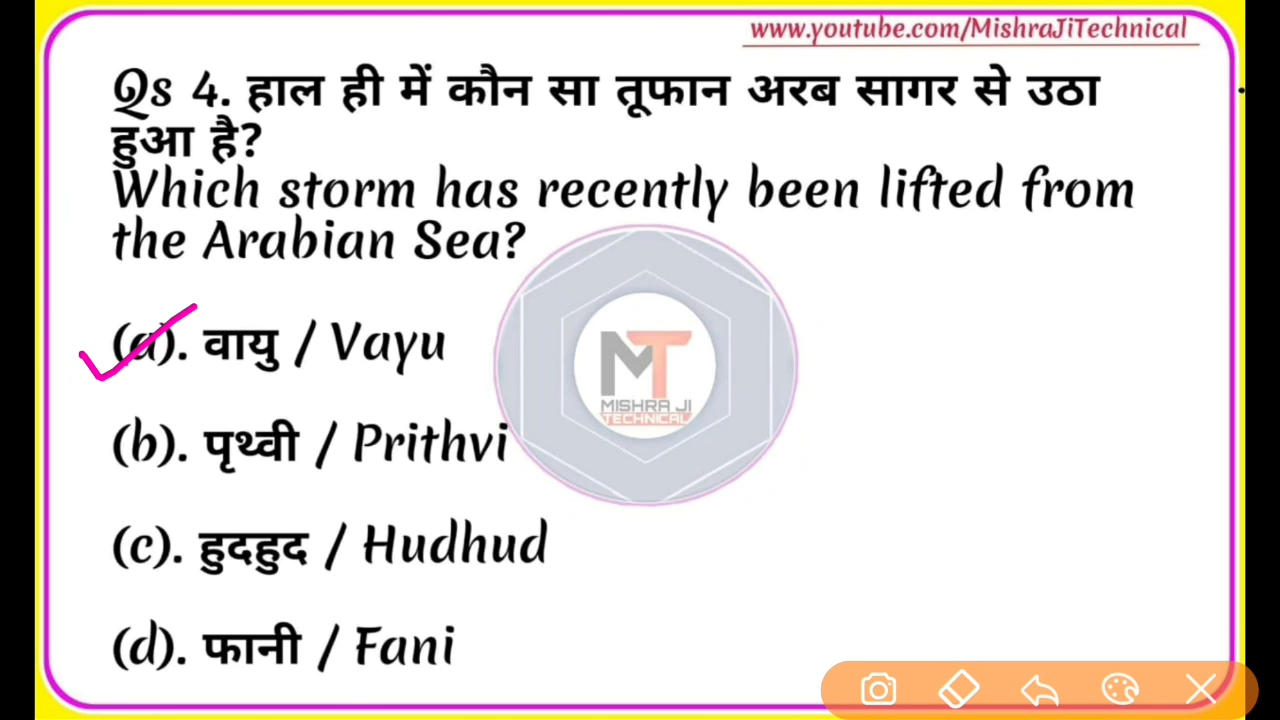 www.youtube.com/MishraJiTechnical
Qs 4. हाल ही में कौन सा तूफान अरब सागर से उठा
हुआ है?
Which storm has recently been lifted from
the Arabian Sea?
(a). वायु / Vayu
MT
MISHRA JI
TECHNICAL
(b). पृथ्वी / Prithvi
(c). हुदहुद / Hudhud
(d). फानी / Fani